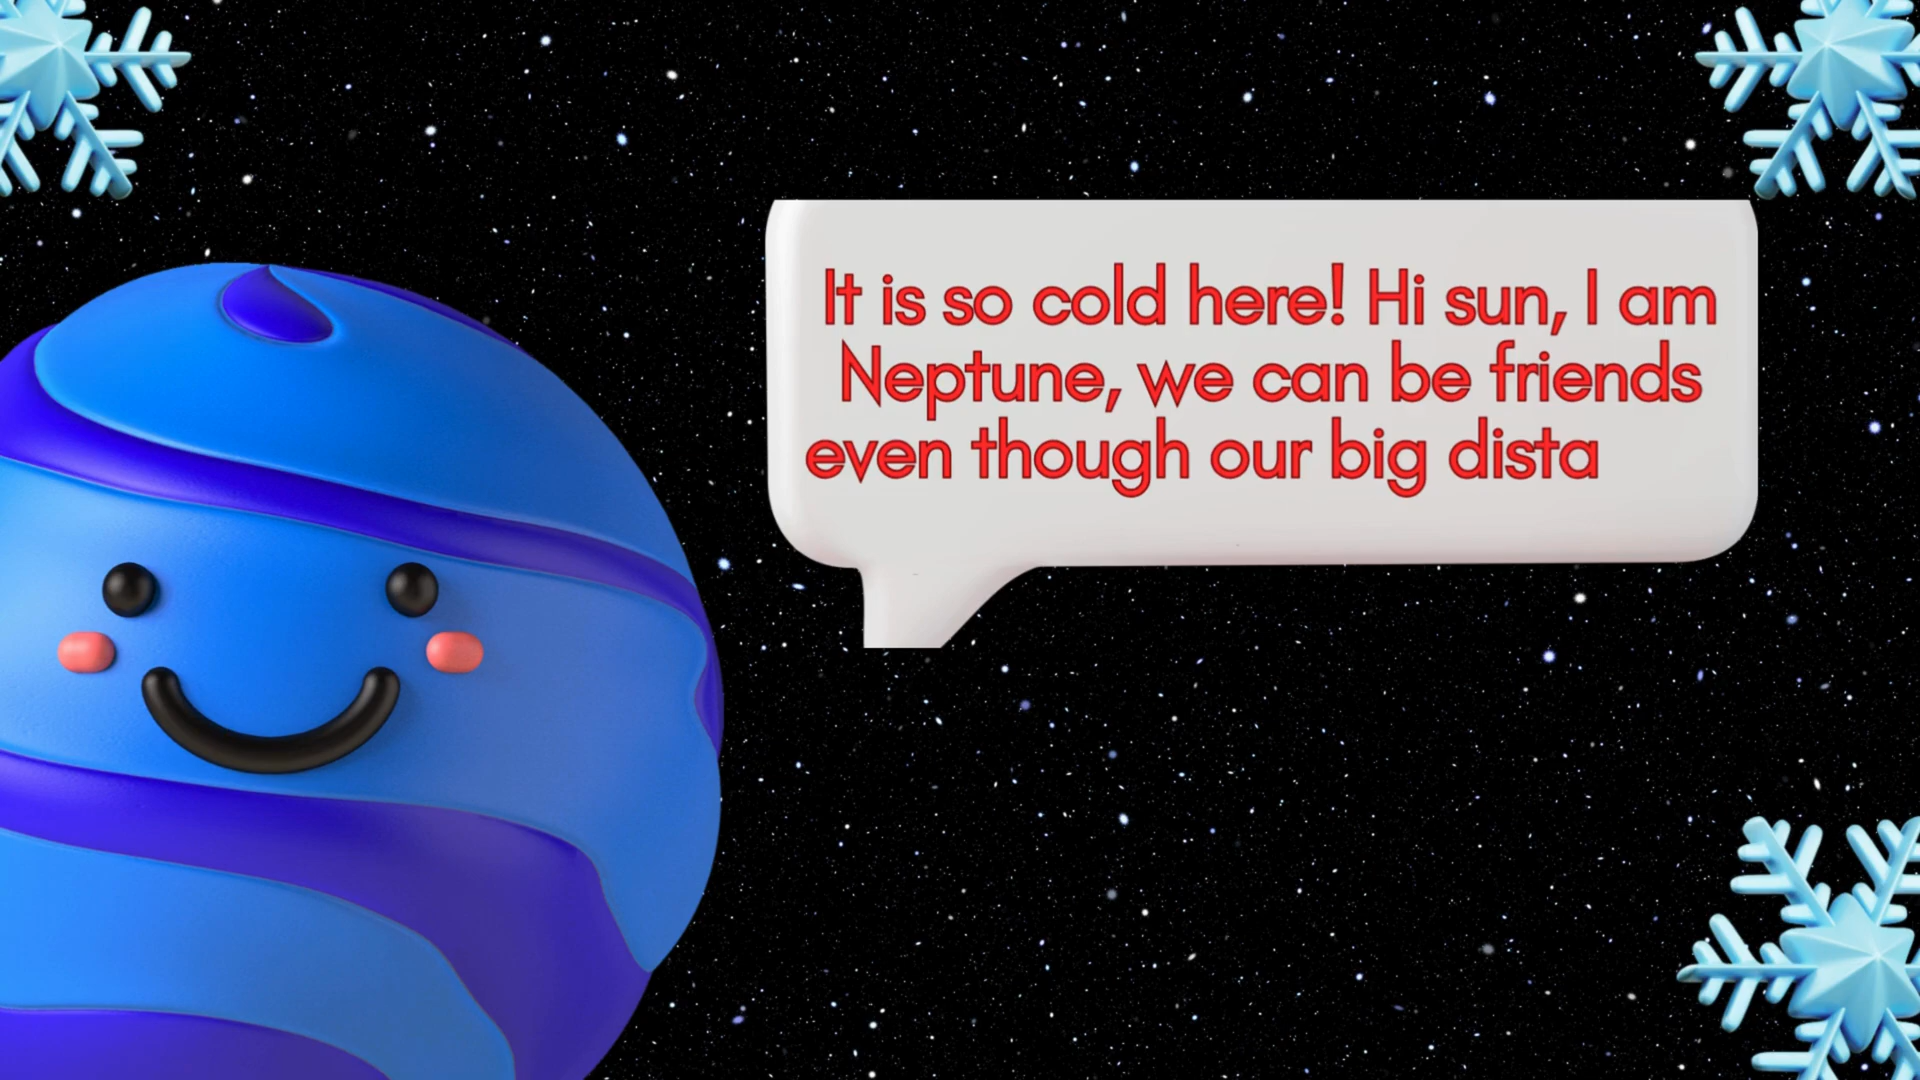 It is so cold here! Hi sun, I am
Neptune, we can be friends
even though our big dista